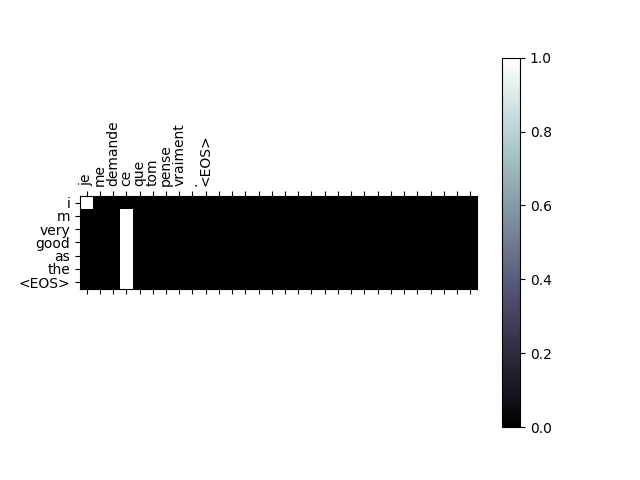 je
me
demande
ce
que
tom
pense
vraiment
.
<EOS>
i
m
very
good
as
the
<EOS>
1.0
0.8
0.6
0.4
0.2
0.0